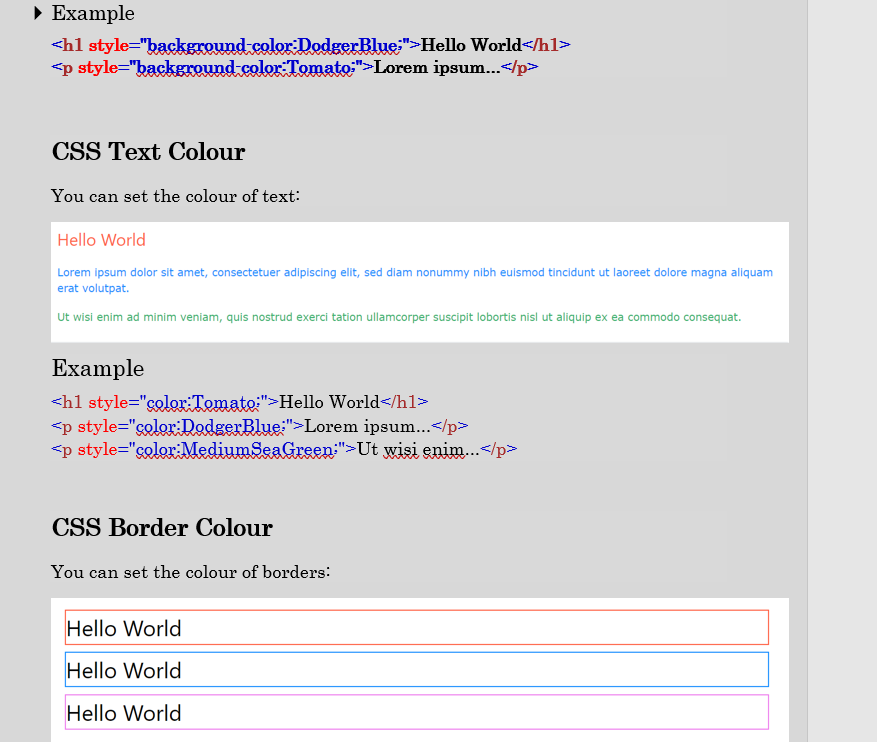 Example
<h1 style="background-color:DodgerBlue;">Hello World</h1>
<p style="background-color:Tomato;">Lorem ipsum...</p>
CSS Text Colour
You can set the colour of text:
Hello World
Lorem ipsum dolor sit amet, consectetuer adipiscing elit, sed diam nonummy nibh euismod tincidunt ut laoreet dolore magna aliquam
erat volutpat.
Ut wisi enim ad minim veniam, quis nostrud exerci tation ullamcorper suscipit lobortis nisl ut aliquip ex ea commodo consequat.
Example
<h1 style="color:Tomato;">Hello World</h1>
<p style="color:DodgerBlue;">Lorem ipsum...</p>
<p style="color:MediumSeaGreen;">Ut wisi enim...</p>
CSS Border Colour
You can set the colour of borders:
Hello World
Hello World
Hello World